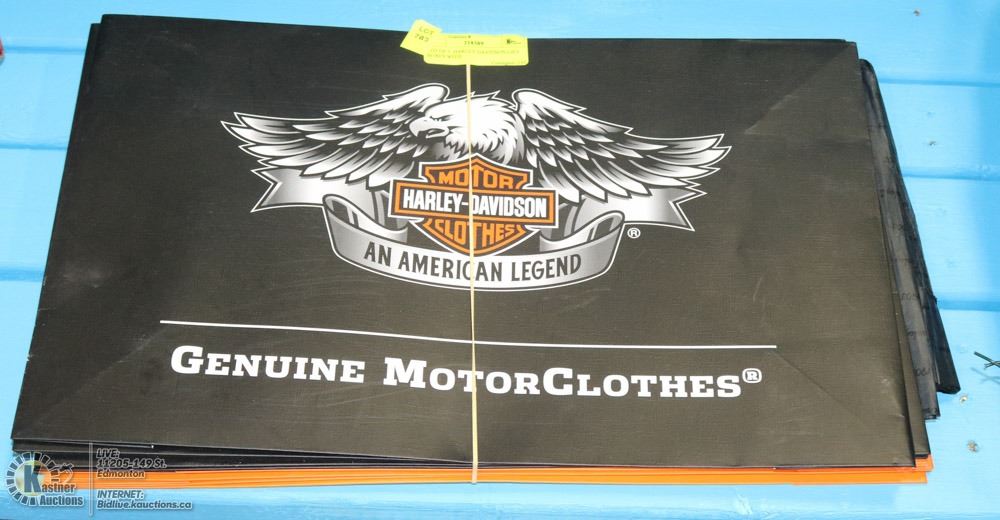 LOT
MOTOR
HARLEY-DAVIDSON
CLOTHES
®
AN AMERICAN LEGEND
GENUINE MOTORCLOTHES®
Kastner
Auctions
LIVE:
11205-149 St.
Edmonton
INTERNET:
Bidlive.kauctions.ca